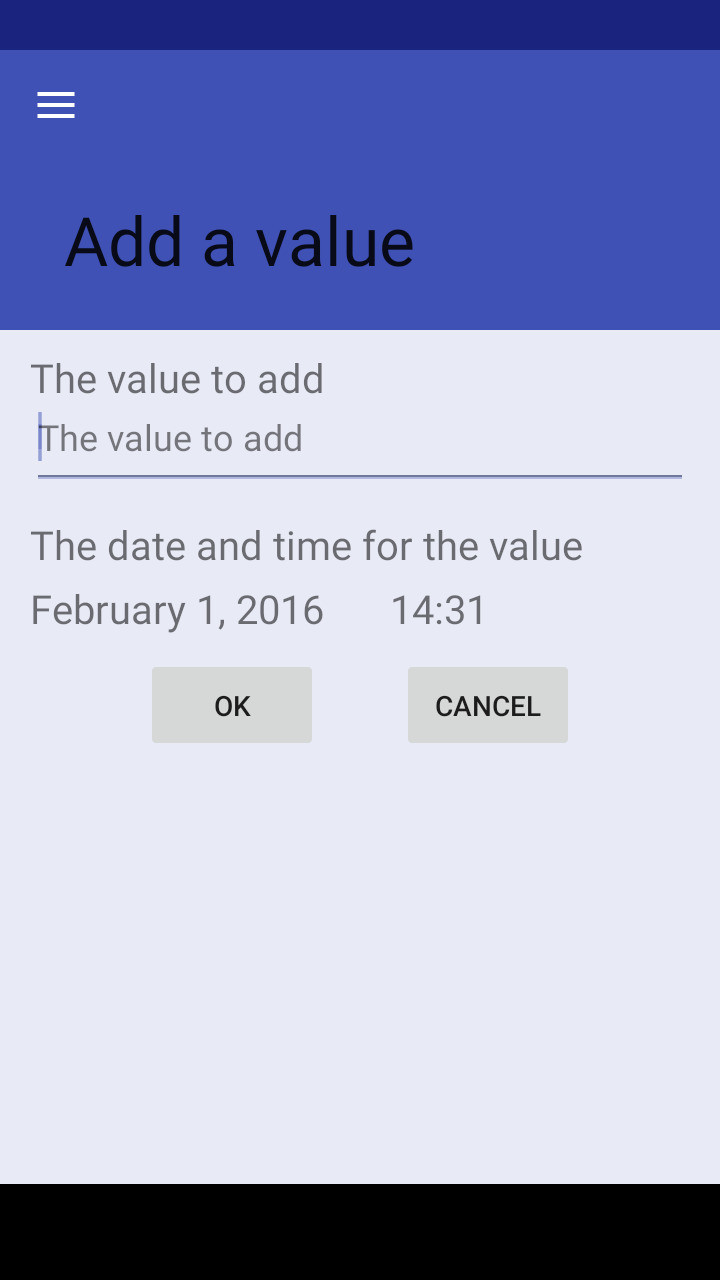 Add a value
The value to add
The value to add
The date and time for the value
February 1, 2016 14:31
OK CANCEL